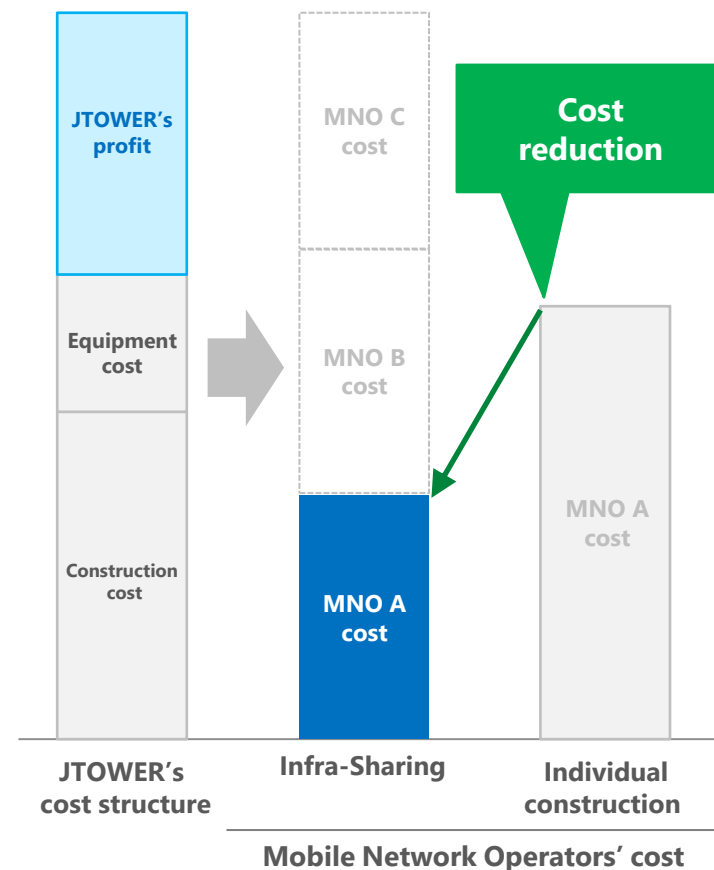 JTOWER’s
profit
Equipment
cost
Construction
cost
MNO C
cost
MNO B
cost
MNO A
cost
Cost
reduction
MNO A
cost
JTOWER’s
cost structure
Infra-Sharing
Individual
construction
Mobile Network Operators’ cost